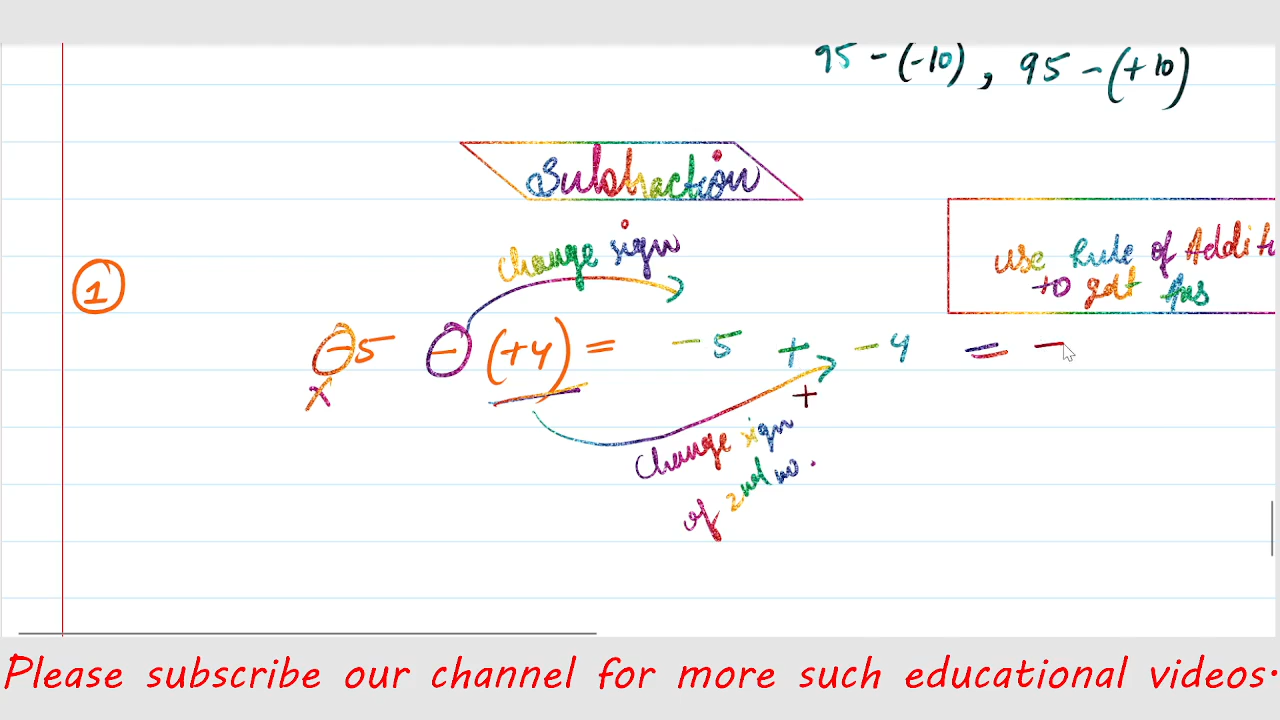 95 - (-10) , 95 - (+10)
Subtraction
change sign
use Rule of Additi
to get Ans
1
-5 - (+4) = -5 + -4 = -
x
+
change sign
of 2nd no.
Please subscribe our channel for more such educational videos.